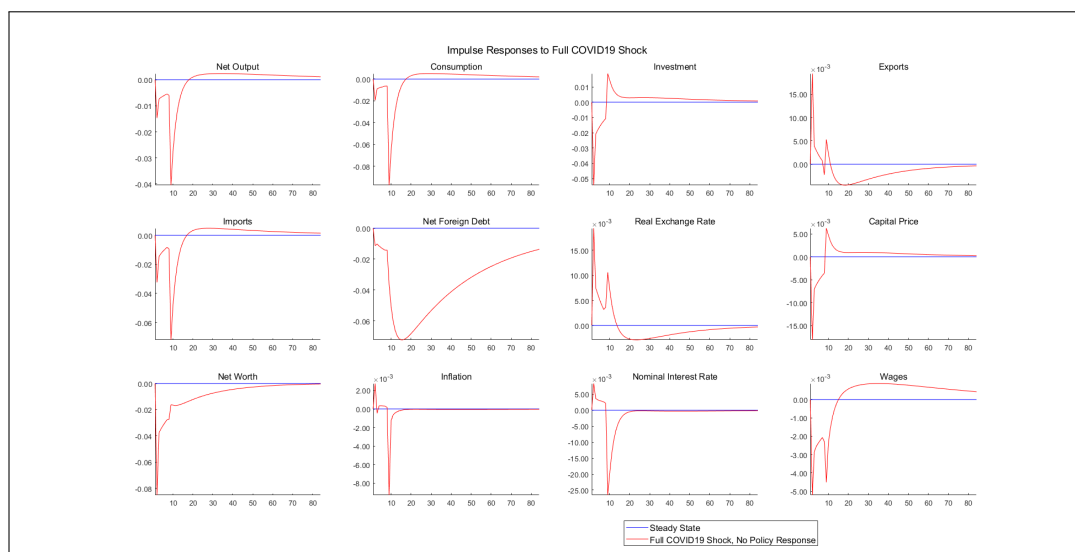 Impulse Responses to Full COVID19 Shock
Net Output
0.00
-0.01
-0.02
-0.03
-0.04
10 20 30 40 50 60 70 80
Consumption
0.00
-0.02
-0.04
-0.06
-0.08
10 20 30 40 50 60 70 80
Investment
0.01
0.00
-0.01
-0.02
-0.03
-0.04
-0.05
10 20 30 40 50 60 70 80
Exports
×10⁻³
15.00
10.00
5.00
0.00
10 20 30 40 50 60 70 80
Imports
0.00
-0.02
-0.04
-0.06
10 20 30 40 50 60 70 80
Net Foreign Debt
0.00
-0.02
-0.04
-0.06
10 20 30 40 50 60 70 80
Real Exchange Rate
×10⁻³
15.00
10.00
5.00
0.00
10 20 30 40 50 60 70 80
Capital Price
×10⁻³
5.00
0.00
-5.00
-10.00
-15.00
10 20 30 40 50 60 70 80
Net Worth
0.00
-0.02
-0.04
-0.06
-0.08
10 20 30 40 50 60 70 80
Inflation
×10⁻³
2.00
0.00
-2.00
-4.00
-6.00
-8.00
10 20 30 40 50 60 70 80
Nominal Interest Rate
×10⁻³
5.00
0.00
-5.00
-10.00
-15.00
-20.00
-25.00
10 20 30 40 50 60 70 80
Wages
×10⁻³
0.00
-1.00
-2.00
-3.00
-4.00
-5.00
10 20 30 40 50 60 70 80
Steady State
Full COVID19 Shock, No Policy Response